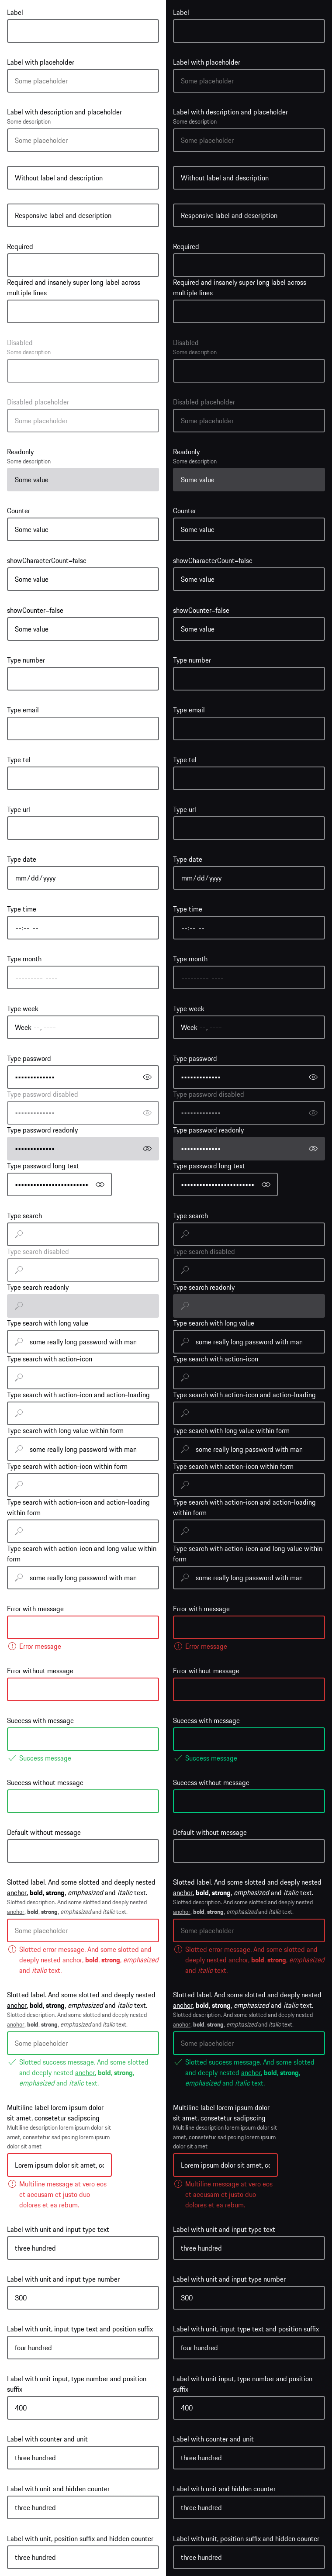 Label
Label with placeholder
Some placeholder
Label with description and placeholder
Some description
Some placeholder
Without label and description
Responsive label and description
Required
Required and insanely super long label across
multiple lines
Disabled
Some description
Disabled placeholder
Some placeholder
Readonly
Some description
Some value
Counter
Some value
showCharacterCount=false
Some value
showCounter=false
Some value
Type number
Type email
Type tel
Type url
Type date
mm/dd/yyyy
Type time
--:-- --
Type month
--------- ----
Type week
Week --, ----
Type password
Type password disabled
Type password readonly
Type password long text
Type search
Type search disabled
Type search readonly
Type search with long value
some really long password with man
Type search with action-icon
Type search with action-icon and action-loading
Type search with long value within form
some really long password with man
Type search with action-icon within form
Type search with action-icon and action-loading
within form
Type search with action-icon and long value within
form
some really long password with man
Error with message
Error message
Error without message
Success with message
Success message
Success without message
Default without message
Slotted label. And some slotted and deeply nested
anchor, bold, strong, emphasized and italic text.
Slotted description. And some slotted and deeply nested
anchor, bold, strong, emphasized and italic text.
Some placeholder
Slotted error message. And some slotted and
deeply nested anchor, bold, strong, emphasized
and italic text.
Slotted label. And some slotted and deeply nested
anchor, bold, strong, emphasized and italic text.
Slotted description. And some slotted and deeply nested
anchor, bold, strong, emphasized and italic text.
Some placeholder
Slotted success message. And some slotted
and deeply nested anchor, bold, strong,
emphasized and italic text.
Multiline label lorem ipsum dolor
sit amet, consetetur sadipscing
Multiline description lorem ipsum dolor sit
amet, consetetur sadipscing lorem ipsum
dolor sit amet
Lorem ipsum dolor sit amet, cc
Multiline message at vero eos
et accusam et justo duo
dolores et ea rebum.
Label with unit and input type text
three hundred
Label with unit and input type number
300
Label with unit, input type text and position suffix
four hundred
Label with unit input, type number and position
suffix
400
Label with counter and unit
three hundred
Label with unit and hidden counter
three hundred
Label with unit, position suffix and hidden counter
three hundred
Label
Label with placeholder
Some placeholder
Label with description and placeholder
Some description
Some placeholder
Without label and description
Responsive label and description
Required
Required and insanely super long label across
multiple lines
Disabled
Some description
Disabled placeholder
Some placeholder
Readonly
Some description
Some value
Counter
Some value
showCharacterCount=false
Some value
showCounter=false
Some value
Type number
Type email
Type tel
Type url
Type date
mm/dd/yyyy
Type time
--:-- --
Type month
--------- ----
Type week
Week --, ----
Type password
Type password disabled
Type password readonly
Type password long text
Type search
Type search disabled
Type search readonly
Type search with long value
some really long password with man
Type search with action-icon
Type search with action-icon and action-loading
Type search with long value within form
some really long password with man
Type search with action-icon within form
Type search with action-icon and action-loading
within form
Type search with action-icon and long value within
form
some really long password with man
Error with message
Error message
Error without message
Success with message
Success message
Success without message
Default without message
Slotted label. And some slotted and deeply nested
anchor, bold, strong, emphasized and italic text.
Slotted description. And some slotted and deeply nested
anchor, bold, strong, emphasized and italic text.
Some placeholder
Slotted error message. And some slotted and
deeply nested anchor, bold, strong, emphasized
and italic text.
Slotted label. And some slotted and deeply nested
anchor, bold, strong, emphasized and italic text.
Slotted description. And some slotted and deeply nested
anchor, bold, strong, emphasized and italic text.
Some placeholder
Slotted success message. And some slotted
and deeply nested anchor, bold, strong,
emphasized and italic text.
Multiline label lorem ipsum dolor
sit amet, consetetur sadipscing
Multiline description lorem ipsum dolor sit
amet, consetetur sadipscing lorem ipsum
dolor sit amet
Lorem ipsum dolor sit amet, cc
Multiline message at vero eos
et accusam et justo duo
dolores et ea rebum.
Label with unit and input type text
three hundred
Label with unit and input type number
300
Label with unit, input type text and position suffix
four hundred
Label with unit input, type number and position
suffix
400
Label with counter and unit
three hundred
Label with unit and hidden counter
three hundred
Label with unit, position suffix and hidden counter
three hundred